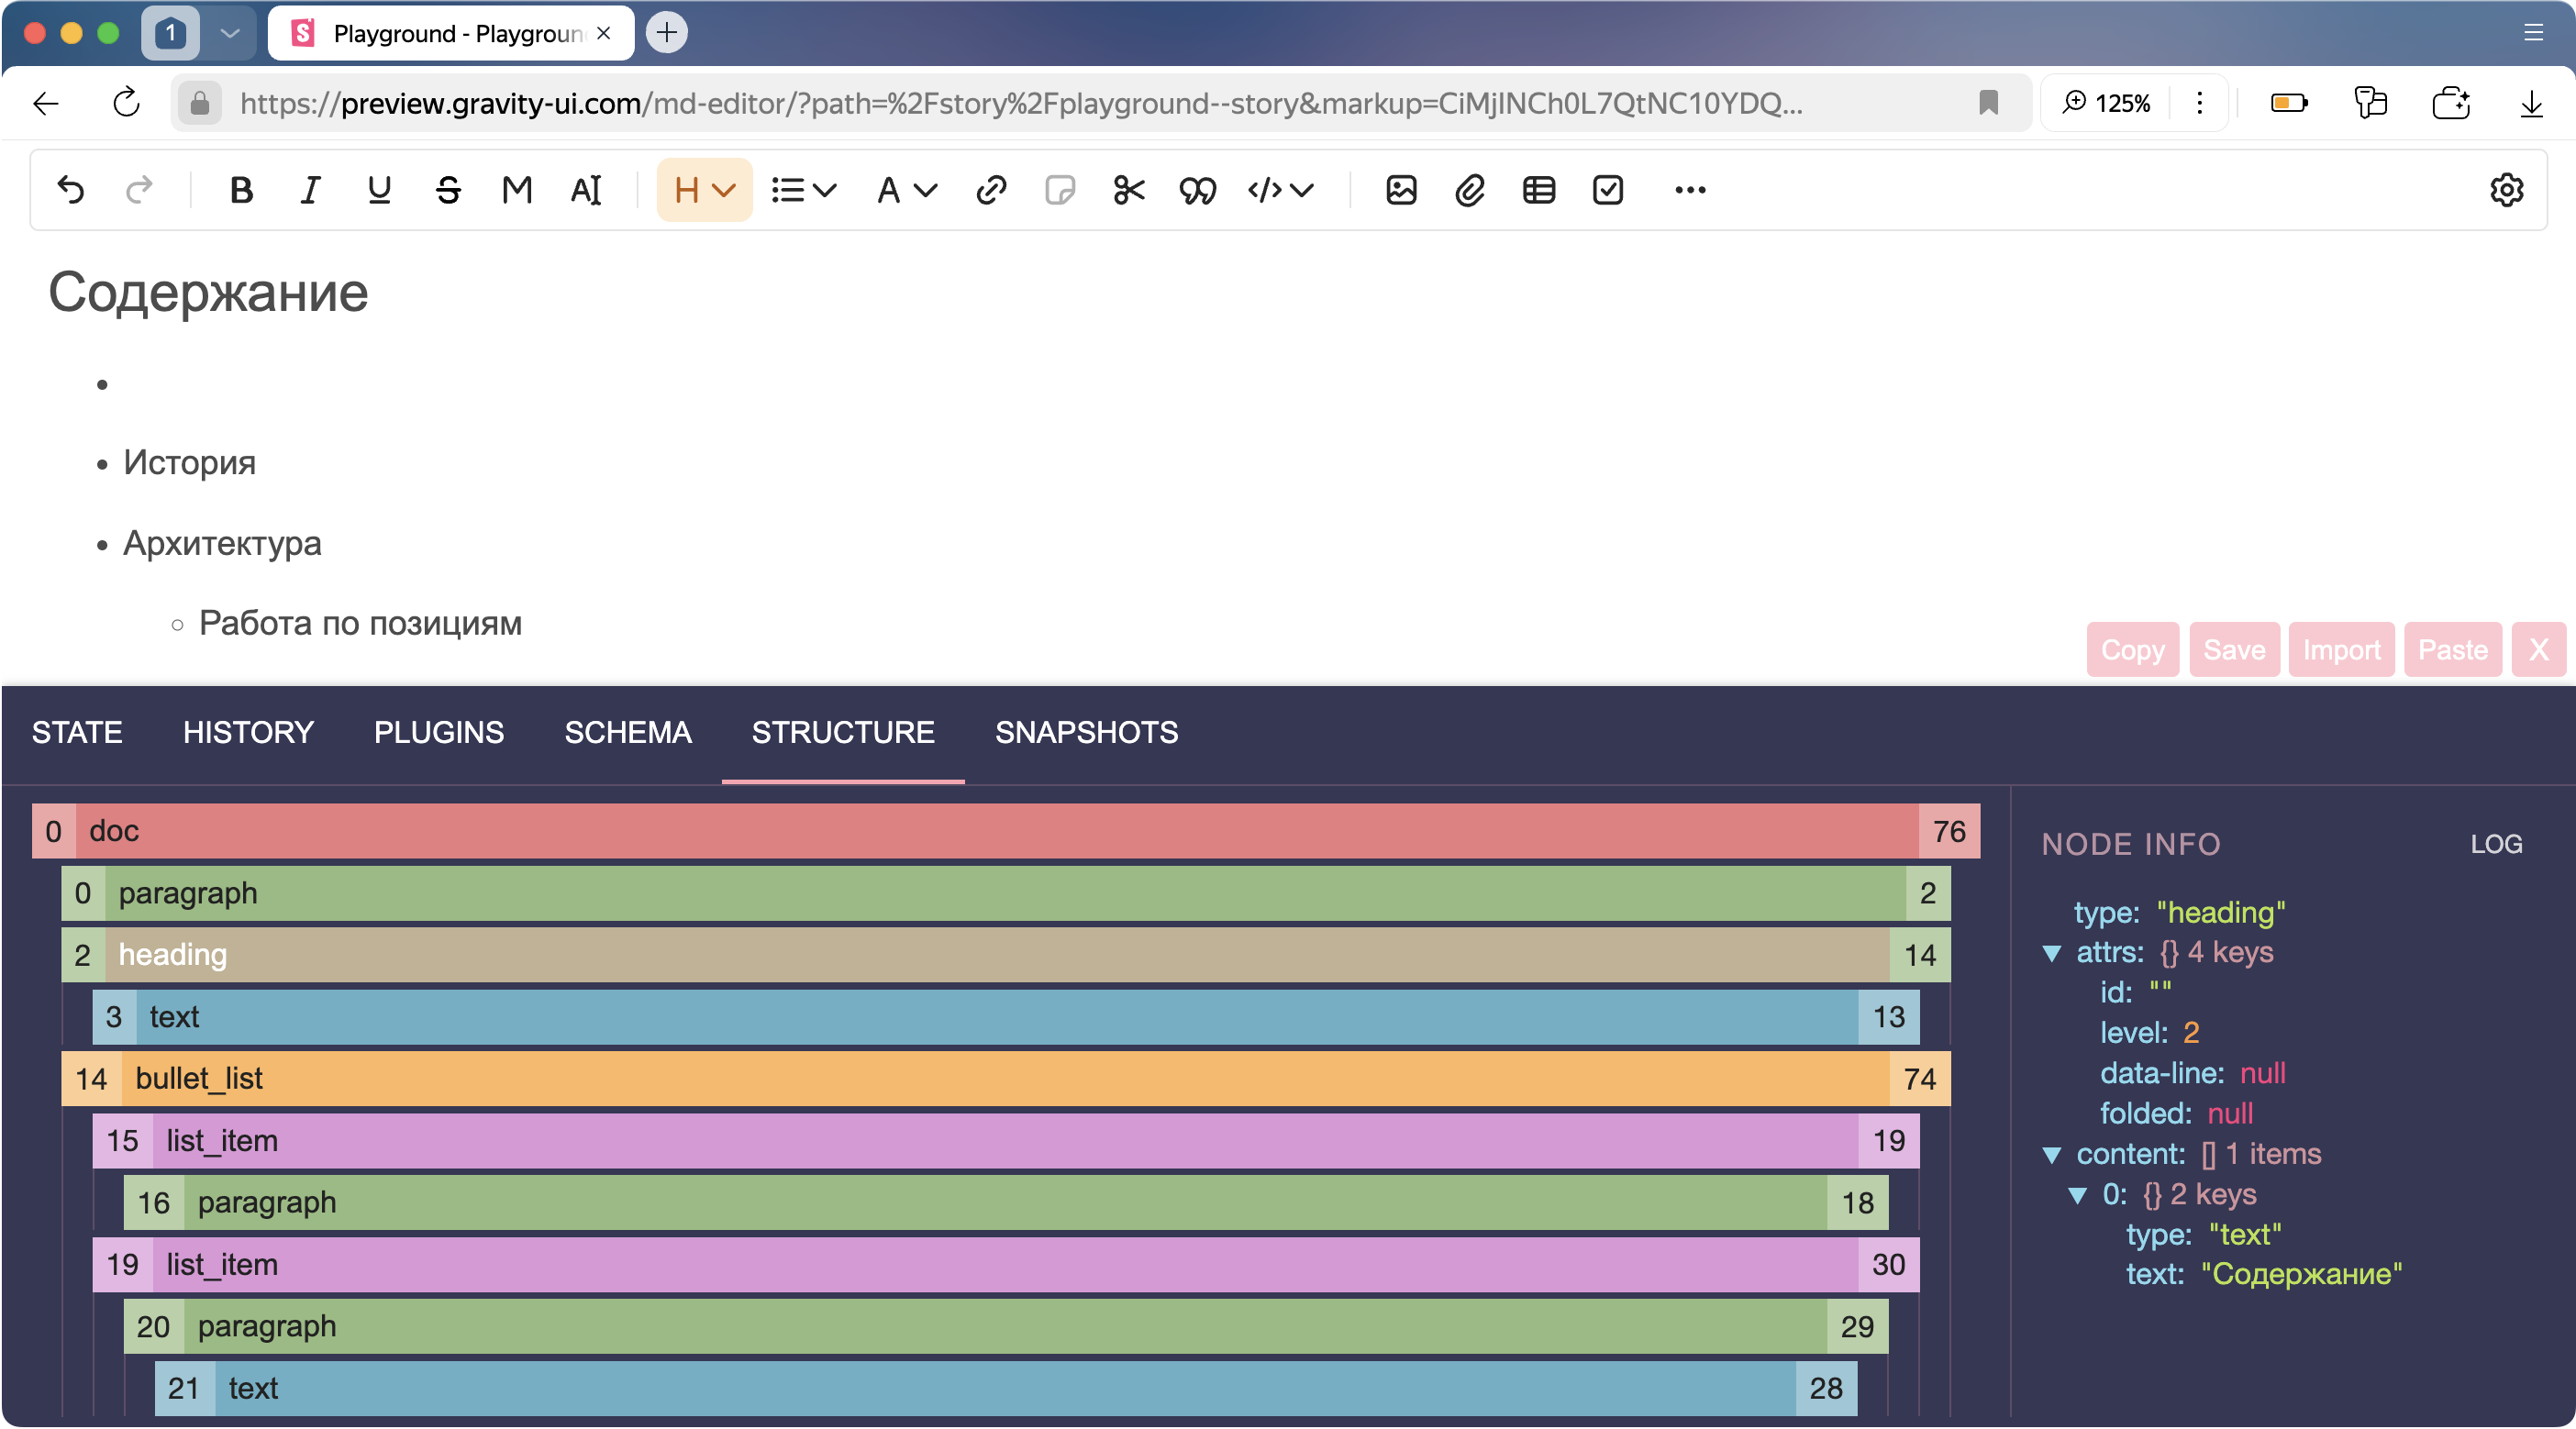 1 Playground - Playgroun
https://preview.gravity-ui.com/md-editor/?path=%2Fstory%2Fplayground--story&markup=CiMjINCh0L7QtNC10YDQ... 125%
B I U S M A H A
Содержание
История
Архитектура
Работа по позициям
Copy Save Import Paste X
STATE HISTORY PLUGINS SCHEMA STRUCTURE SNAPSHOTS
0 doc 76
0 paragraph 2
2 heading 14
3 text 13
14 bullet_list 74
15 list_item 19
16 paragraph 18
19 list_item 30
20 paragraph 29
21 text 28
NODE INFO LOG
type: "heading"
attrs: {} 4 keys
id: ""
level: 2
data-line: null
folded: null
content: [] 1 items
0: {} 2 keys
type: "text"
text: "Содержание"